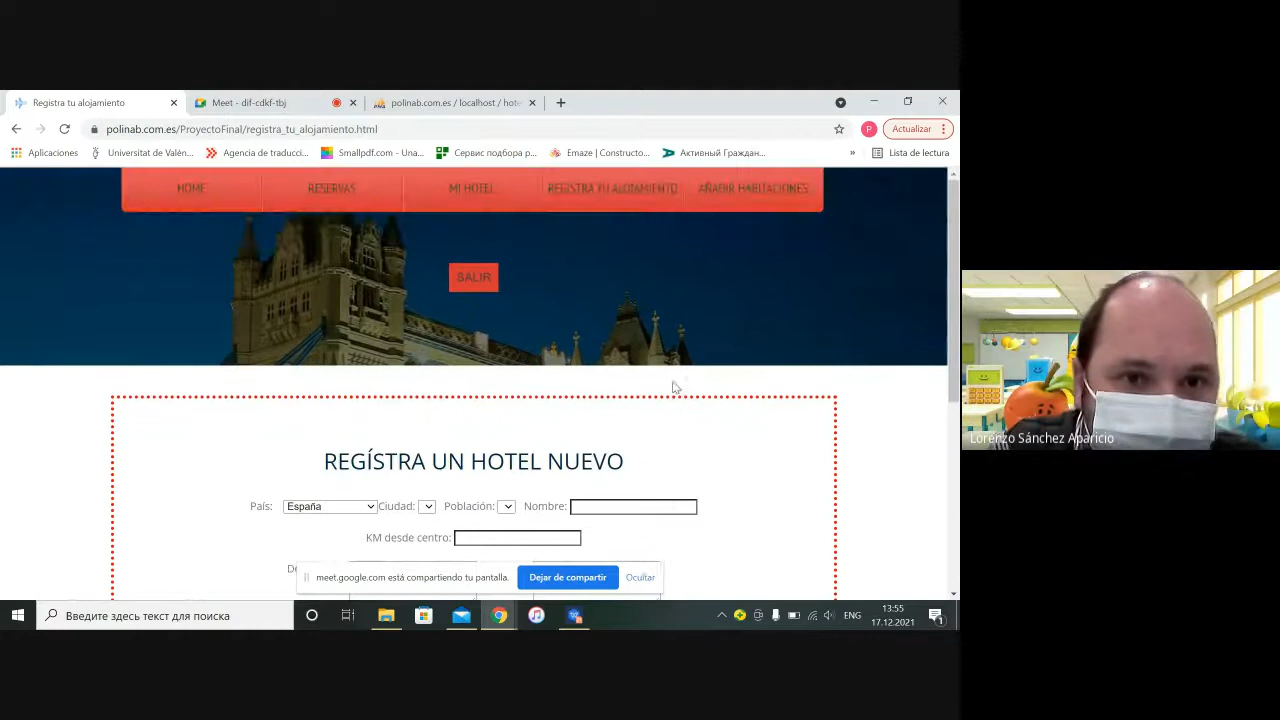 Registra tu alojamiento
Meet - dif-cdkf-tbj
polinab.com.es / localhost / hote
polinab.com.es/ProyectoFinal/registra_tu_alojamiento.html
Actualizar
Aplicaciones
Universitat de Valén...
Agencia de traducci...
Smallpdf.com - Una...
Сервис подбора р...
Emaze | Constructo...
Активный Граждан...
»
Lista de lectura
HOME
RESERVAS
MI HOTEL
REGISTRA TU ALOJAMIENTO
AÑADIR HABITACIONES
SALIR
REGÍSTRA UN HOTEL NUEVO
País: España Ciudad: Población: Nombre:
KM desde centro:
meet.google.com está compartiendo tu pantalla.
Dejar de compartir
Ocultar
Введите здесь текст для поиска
ENG
13:55
17.12.2021
Lorenzo Sánchez Aparicio